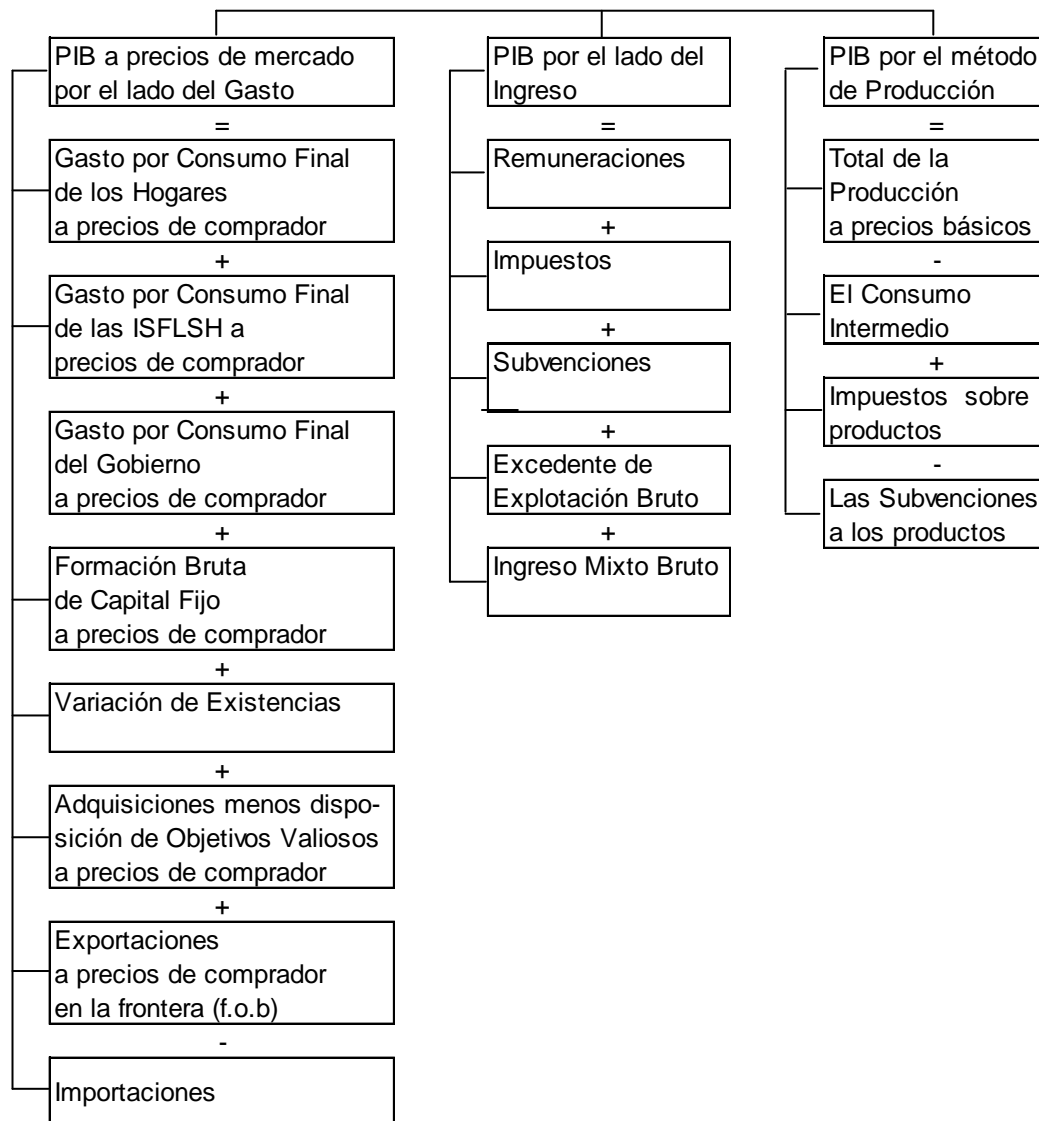 PIB a precios de mercado
por el lado del Gasto
=
Gasto por Consumo Final
de los Hogares
a precios de comprador
+
Gasto por Consumo Final
de las ISFLSH a
precios de comprador
+
Gasto por Consumo Final
del Gobierno
a precios de comprador
+
Formación Bruta
de Capital Fijo
a precios de comprador
+
Variación de Existencias
+
Adquisiciones menos dispo-
sición de Objetivos Valiosos
a precios de comprador
+
Exportaciones
a precios de comprador
en la frontera (f.o.b)
-
Importaciones
PIB por el lado del
Ingreso
=
Remuneraciones
+
Impuestos
+
Subvenciones
+
Excedente de
Explotación Bruto
+
Ingreso Mixto Bruto
PIB por el método
de Producción
=
Total de la
Producción
a precios básicos
-
El Consumo
Intermedio
+
Impuestos sobre
productos
-
Las Subvenciones
a los productos